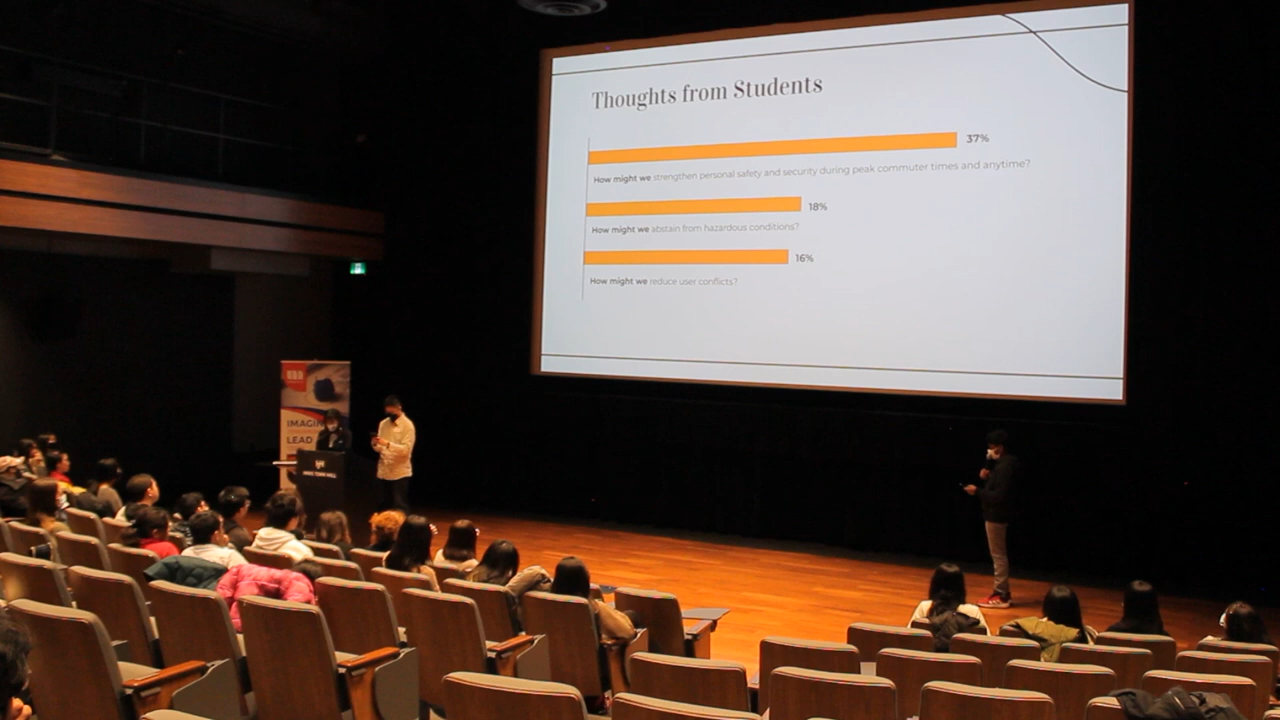 Thoughts from Students
37%
How might we strengthen personal safety and security during peak commuter times and anytime?
18%
How might we abstain from hazardous conditions?
16%
How might we reduce user conflicts?
LEAD